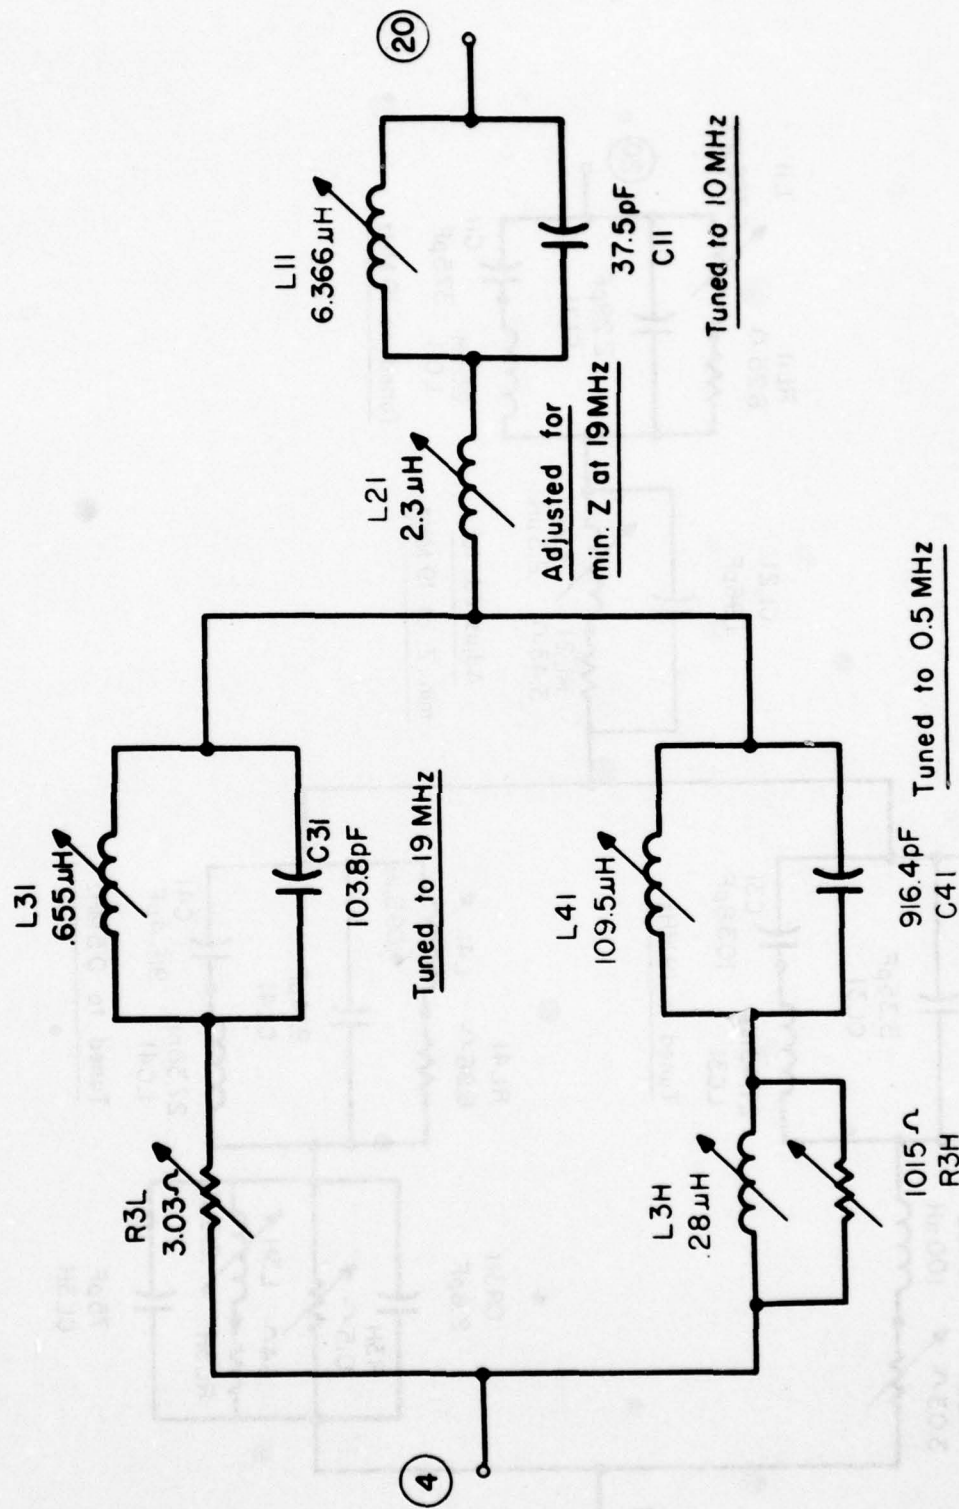 L31
.655µH
C31
103.8pF
Tuned to 19 MHz
R3L
3.03Ω
L11
6.366µH
37.5pF
C11
Tuned to 10 MHz
L21
2.3µH
Adjusted for
min. Z at 19MHz
20
4
L41
109.5µH
916.4pF
C41
Tuned to 0.5 MHz
L3H
.28µH
1015Ω
R3H